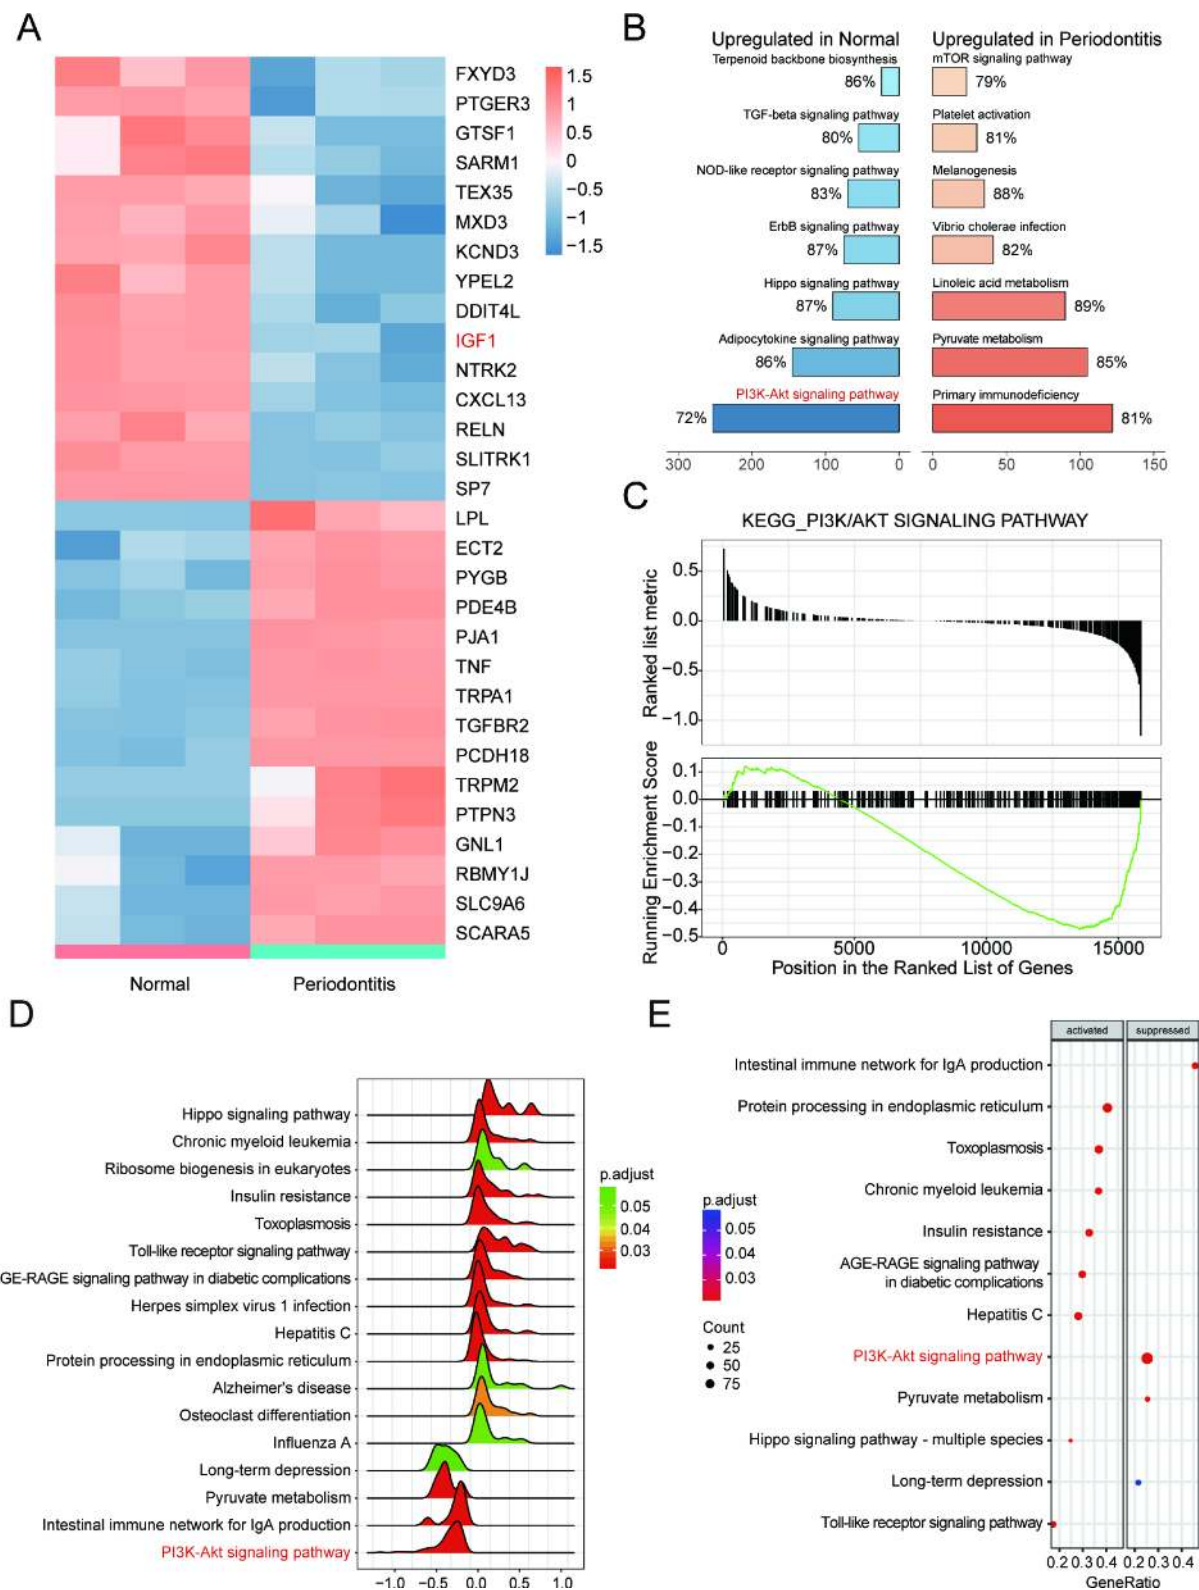 A
FXYD3
PTGER3
GTSF1
SARM1
TEX35
MXD3
KCND3
YPEL2
DDIT4L
IGF1
NTRK2
CXCL13
RELN
SLITRK1
SP7
LPL
ECT2
PYGB
PDE4B
PJA1
TNF
TRPA1
TGFBR2
PCDH18
TRPM2
PTPN3
GNL1
RBMY1J
SLC9A6
SCARA5
1.5
1
0.5
0
−0.5
−1
−1.5
Normal Periodontitis
B
Upregulated in Normal Upregulated in Periodontitis
Terpenoid backbone biosynthesis mTOR signaling pathway
86% 79%
TGF-beta signaling pathway Platelet activation
80% 81%
NOD-like receptor signaling pathway Melanogenesis
83% 88%
ErbB signaling pathway Vibrio cholerae infection
87% 82%
Hippo signaling pathway Linoleic acid metabolism
87% 89%
Adipocytokine signaling pathway Pyruvate metabolism
86% 85%
PI3K-Akt signaling pathway Primary immunodeficiency
72% 81%
300 200 100 0 0 50 100 150
C
KEGG_PI3K/AKT SIGNALING PATHWAY
Ranked list metric
0.5
0.0
−0.5
−1.0
Running Enrichment Score
0.1
0.0
−0.1
−0.2
−0.3
−0.4
−0.5
0 5000 10000 15000
Position in the Ranked List of Genes
D
Hippo signaling pathway
Chronic myeloid leukemia
Ribosome biogenesis in eukaryotes
Insulin resistance
Toxoplasmosis
Toll-like receptor signaling pathway
GE-RAGE signaling pathway in diabetic complications
Herpes simplex virus 1 infection
Hepatitis C
Protein processing in endoplasmic reticulum
Alzheimer's disease
Osteoclast differentiation
Influenza A
Long-term depression
Pyruvate metabolism
Intestinal immune network for IgA production
PI3K-Akt signaling pathway
−1.0 −0.5 0.0 0.5 1.0
p.adjust
0.05
0.04
0.03
E
activated suppressed
Intestinal immune network for IgA production
Protein processing in endoplasmic reticulum
Toxoplasmosis
Chronic myeloid leukemia
Insulin resistance
AGE-RAGE signaling pathway
in diabetic complications
Hepatitis C
PI3K-Akt signaling pathway
Pyruvate metabolism
Hippo signaling pathway - multiple species
Long-term depression
Toll-like receptor signaling pathway
p.adjust
0.05
0.04
0.03
Count
25
50
75
0.2 0.3 0.4 0.2 0.3 0.4
GeneRatio